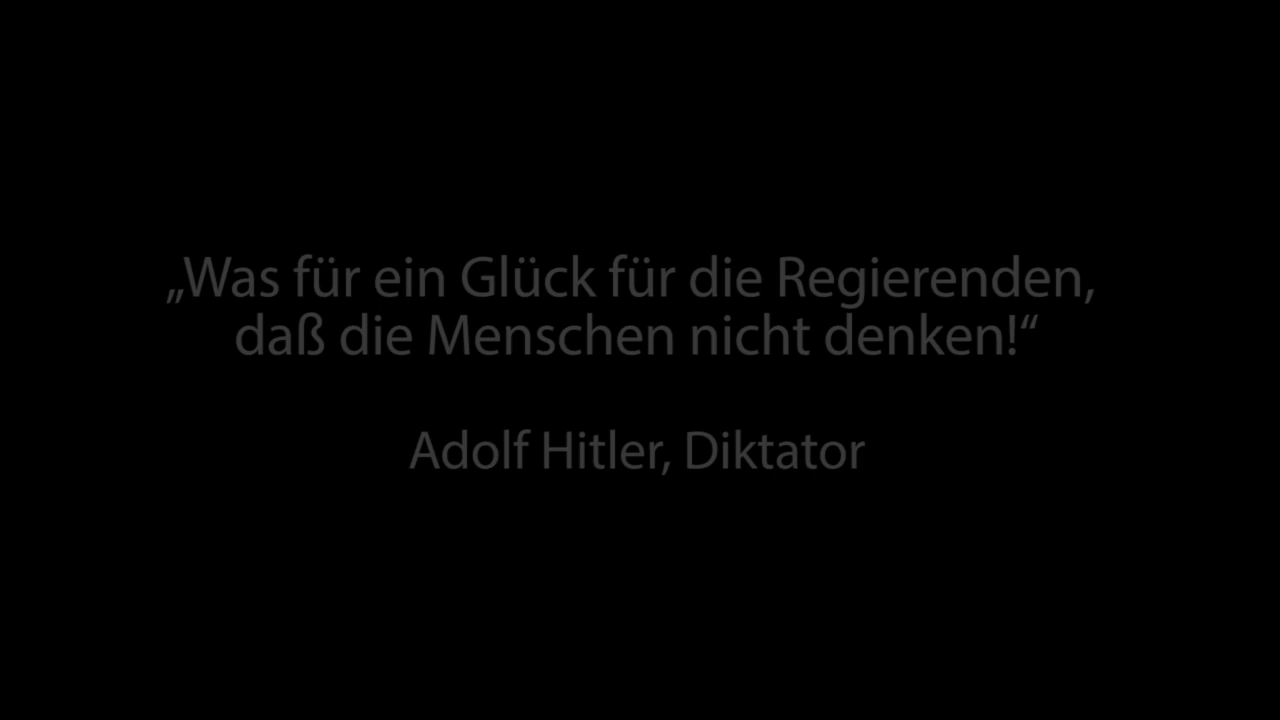 „Was für ein Glück für die Regierenden,
daß die Menschen nicht denken!“
Adolf Hitler, Diktator